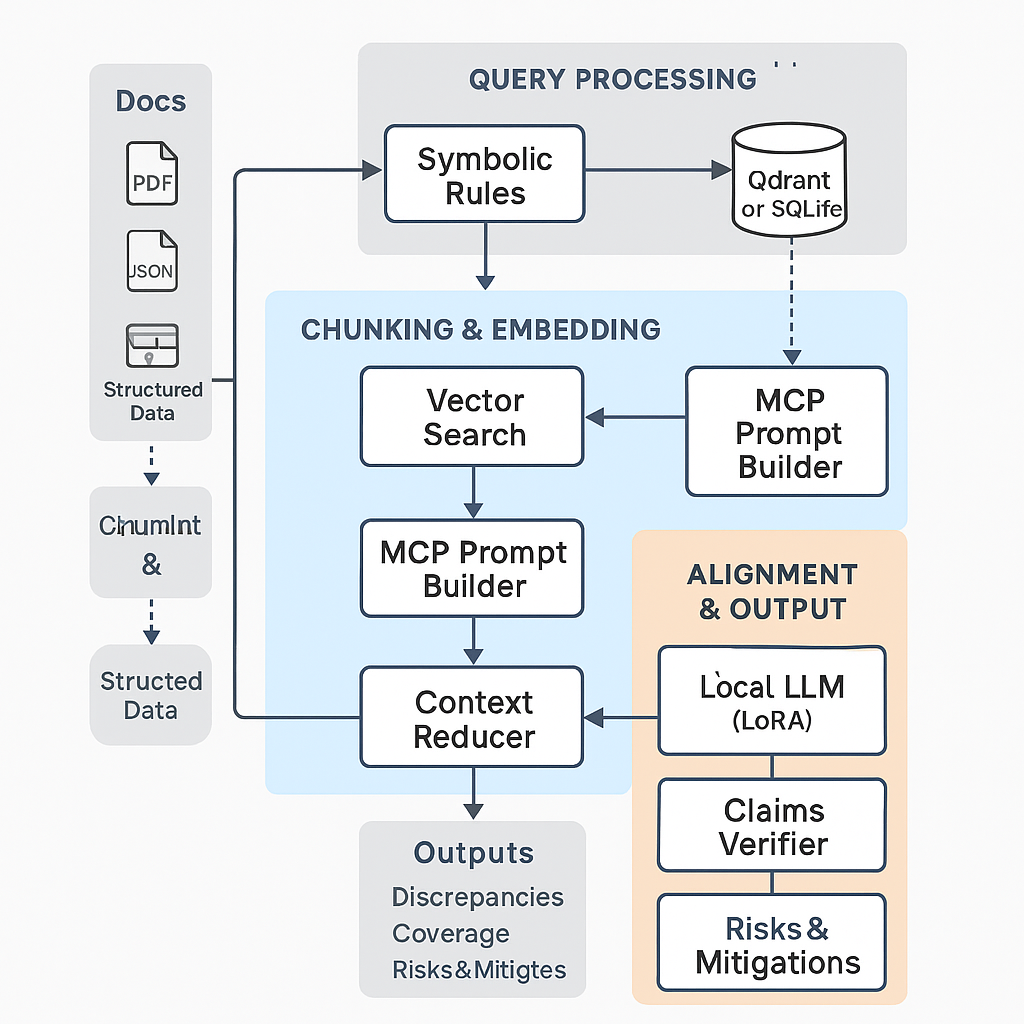 Docs
PDF
JSON
Structured
Data
&
Structed
Data
QUERY PROCESSING
Symbolic
Rules
Qdrant
or SQLife
CHUNKING & EMBEDDING
Vector
Search
MCP
Prompt
Builder
MCP Prompt
Builder
Context
Reducer
ALIGNMENT
& OUTPUT
Local LLM
(LoRA)
Claims
Verifier
Risks &
Mitigations
Outputs
Discrepancies
Coverage
Risks&Mitigtes